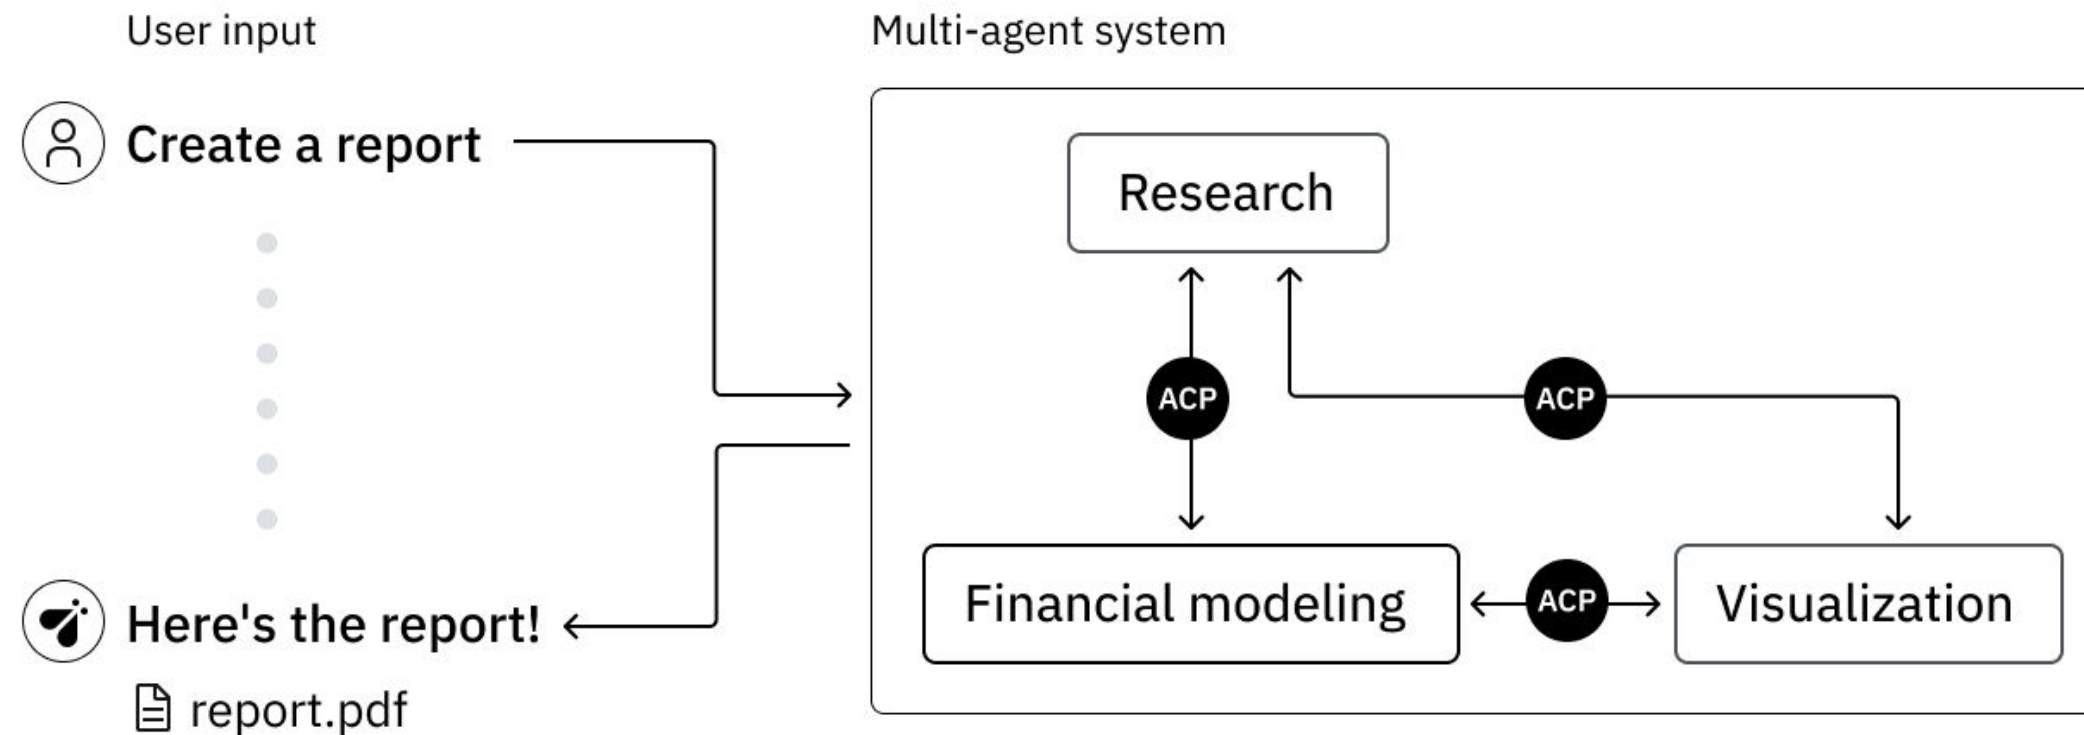 User input
Create a report
Here's the report!
report.pdf
Multi-agent system
Research
ACP
ACP
Financial modeling
ACP
Visualization